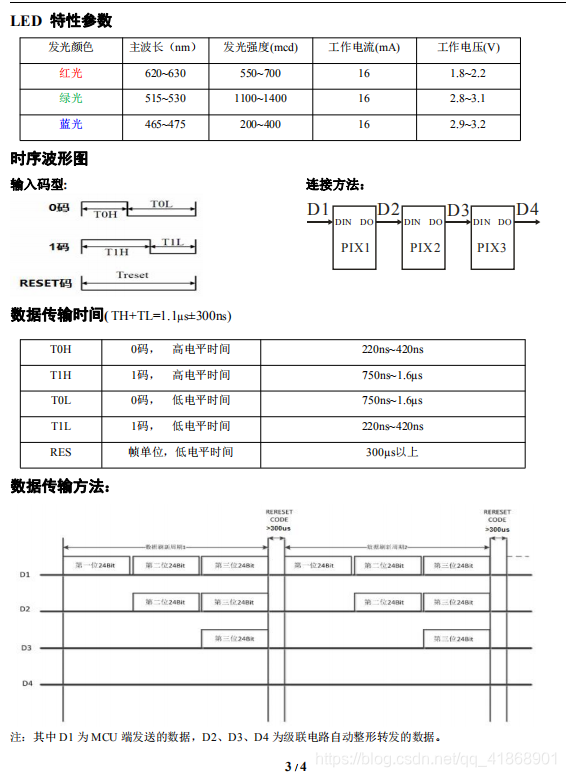 LED 特性参数
发光颜色 主波长（nm） 发光强度(mcd) 工作电流(mA) 工作电压(V)
红光 620~630 550~700 16 1.8~2.2
绿光 515~530 1100~1400 16 2.8~3.1
蓝光 465~475 200~400 16 2.9~3.2
时序波形图
输入码型:
0码 T0H T0L
1码 T1H T1L
RESET码 Treset
连接方法：
D1 D2 D3 D4
DIN DO DIN DO DIN DO
PIX1 PIX2 PIX3
数据传输时间( TH+TL=1.1μs±300ns)
T0H 0码， 高电平时间 220ns~420ns
T1H 1码， 高电平时间 750ns~1.6μs
T0L 0码， 低电平时间 750ns~1.6μs
T1L 1码， 低电平时间 220ns~420ns
RES 帧单位，低电平时间 300μs以上
数据传输方法：
RERESET RERESET
CODE CODE
>300us >300us
数据刷新周期1 数据刷新周期2
D1 第一位24Bit 第二位24Bit 第三位24Bit 第一位24Bit 第二位24Bit 第三位24Bit
D2 第二位24Bit 第三位24Bit 第二位24Bit 第三位24Bit
D3 第三位24Bit 第三位24Bit
D4
注：其中 D1 为 MCU 端发送的数据，D2、D3、D4 为级联电路自动整形转发的数据。
https://blog.csdn.net/qq_41868901
3 / 4